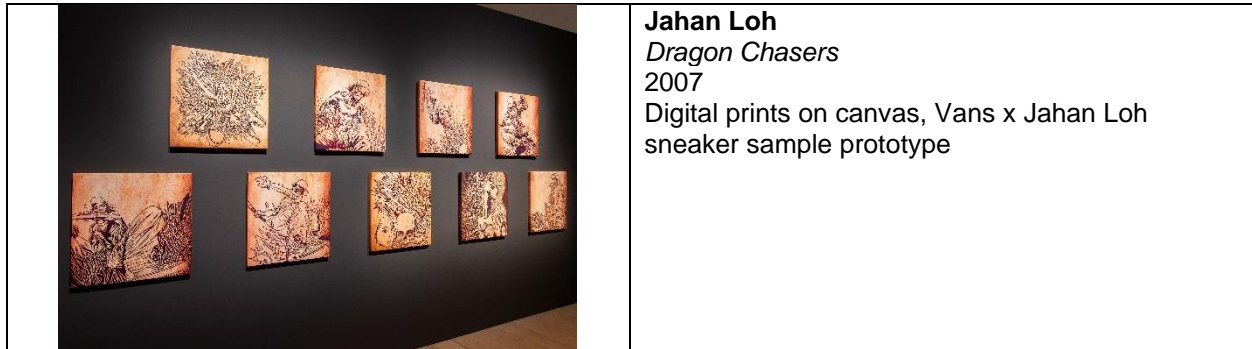 Jahan Loh
Dragon Chasers
2007
Digital prints on canvas, Vans x Jahan Loh
sneaker sample prototype